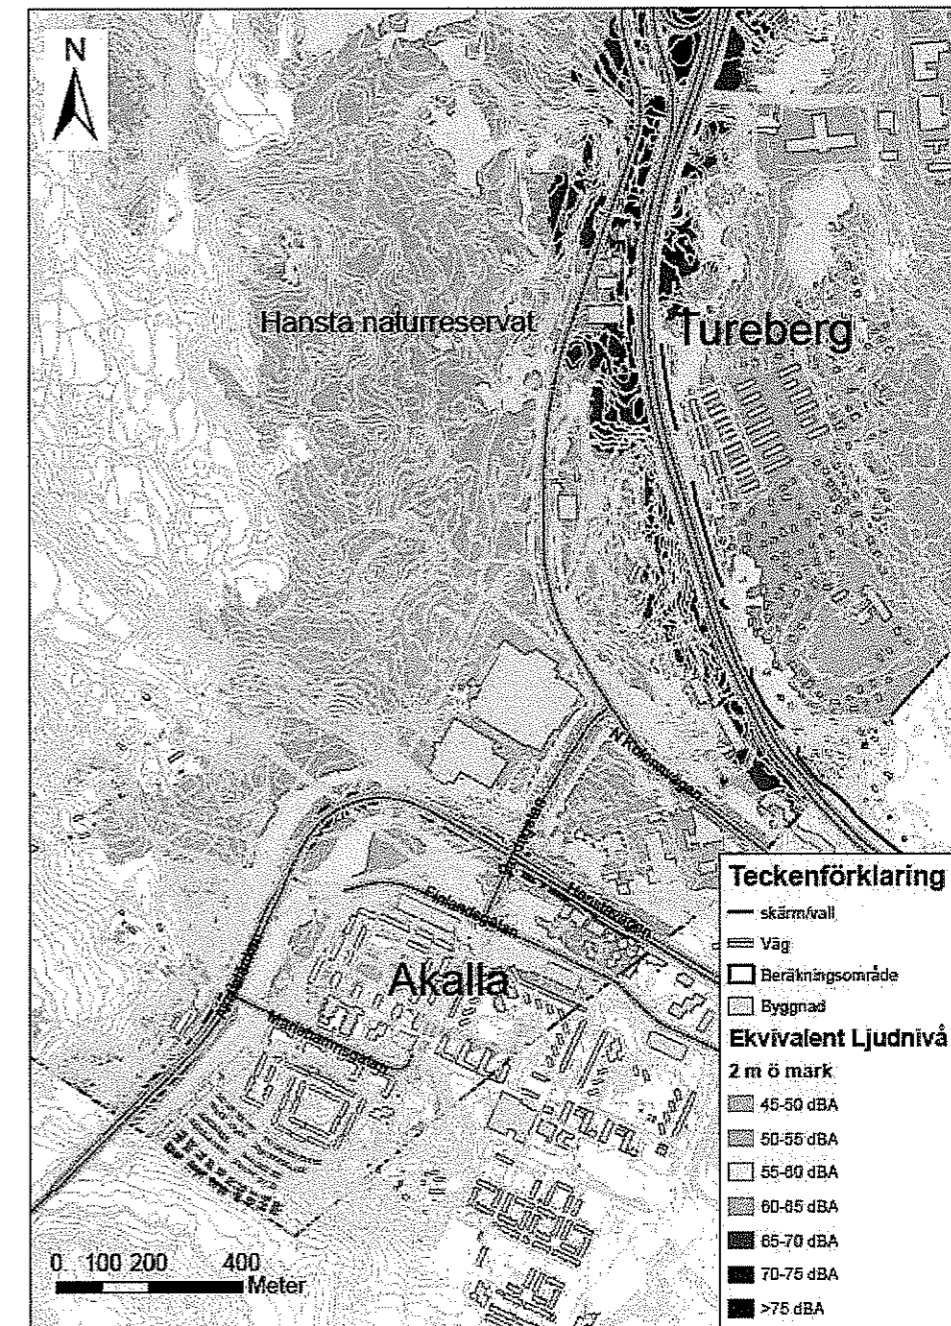 N
Hansta naturreservat
Tureberg
Hanstavägen
Finlandsgatan
Akalla
0 100 200 400
Meter
Teckenförklaring
skärm/vall
Väg
Beräkningsområde
Byggnad
Ekvivalent Ljudnivå
2 m ö mark
45-50 dBA
50-55 dBA
55-60 dBA
60-65 dBA
65-70 dBA
70-75 dBA
>75 dBA